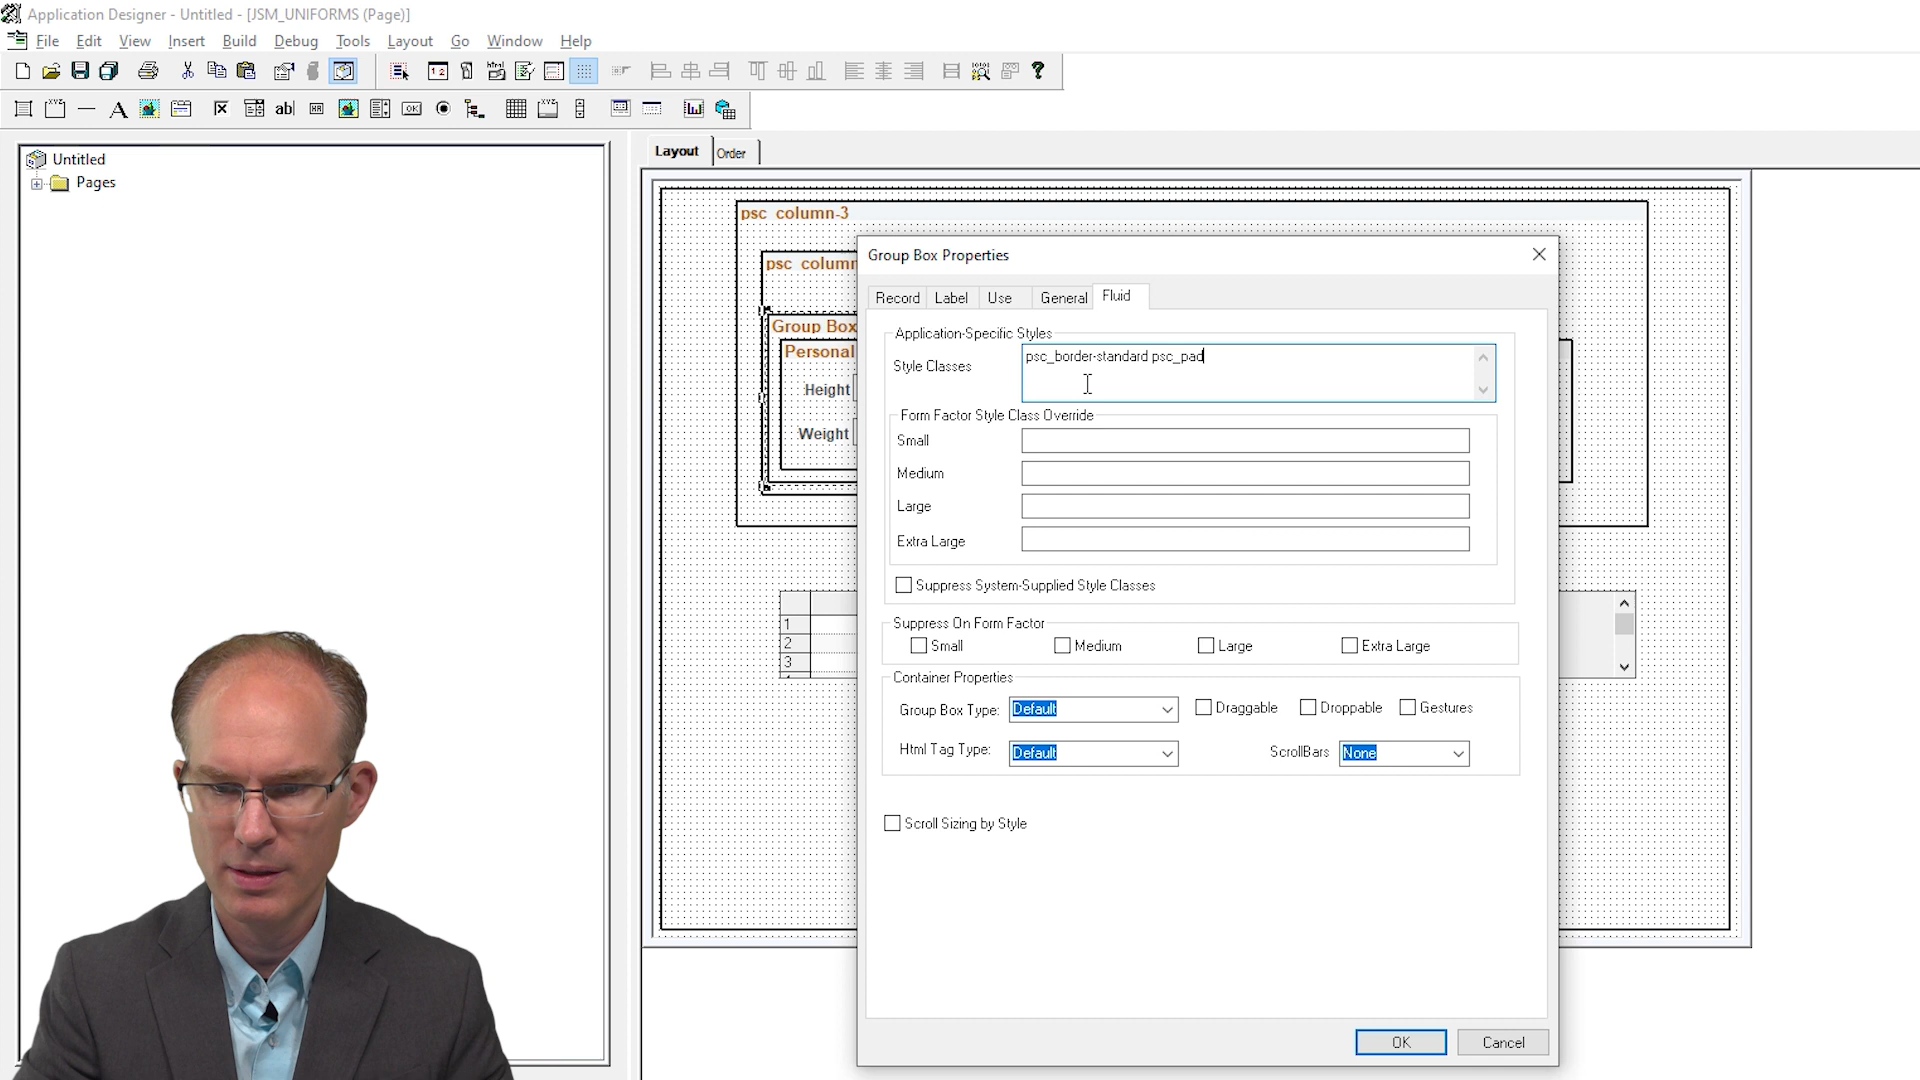 Application Designer - Untitled - [JSM_UNIFORMS (Page)]
File Edit View Insert Build Debug Tools Layout Go Window Help
Untitled
Pages
Layout Order
psc_column-3
psc_column
Group Box
Personal
Height
Weight
1
2
3
Group Box Properties
Record Label Use General Fluid
Application-Specific Styles
Style Classes psc_border-standard psc_pad
Form Factor Style Class Override
Small
Medium
Large
Extra Large
Suppress System-Supplied Style Classes
Suppress On Form Factor
Small Medium Large Extra Large
Container Properties
Group Box Type: Default Draggable Droppable Gestures
Html Tag Type: Default ScrollBars None
Scroll Sizing by Style
OK Cancel